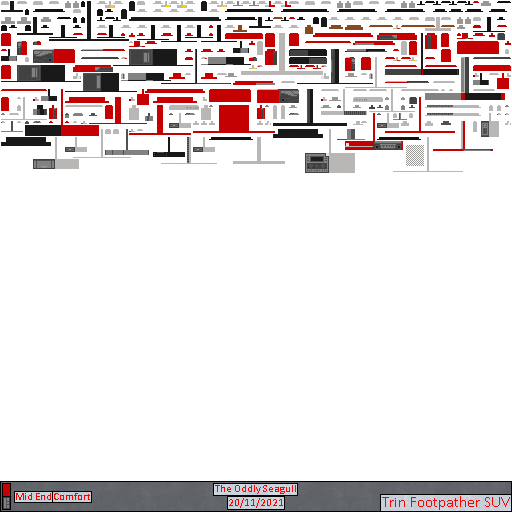 The Oddly Seagull
Mid End Comfort
20/11/2021
Trin Footpather SUV